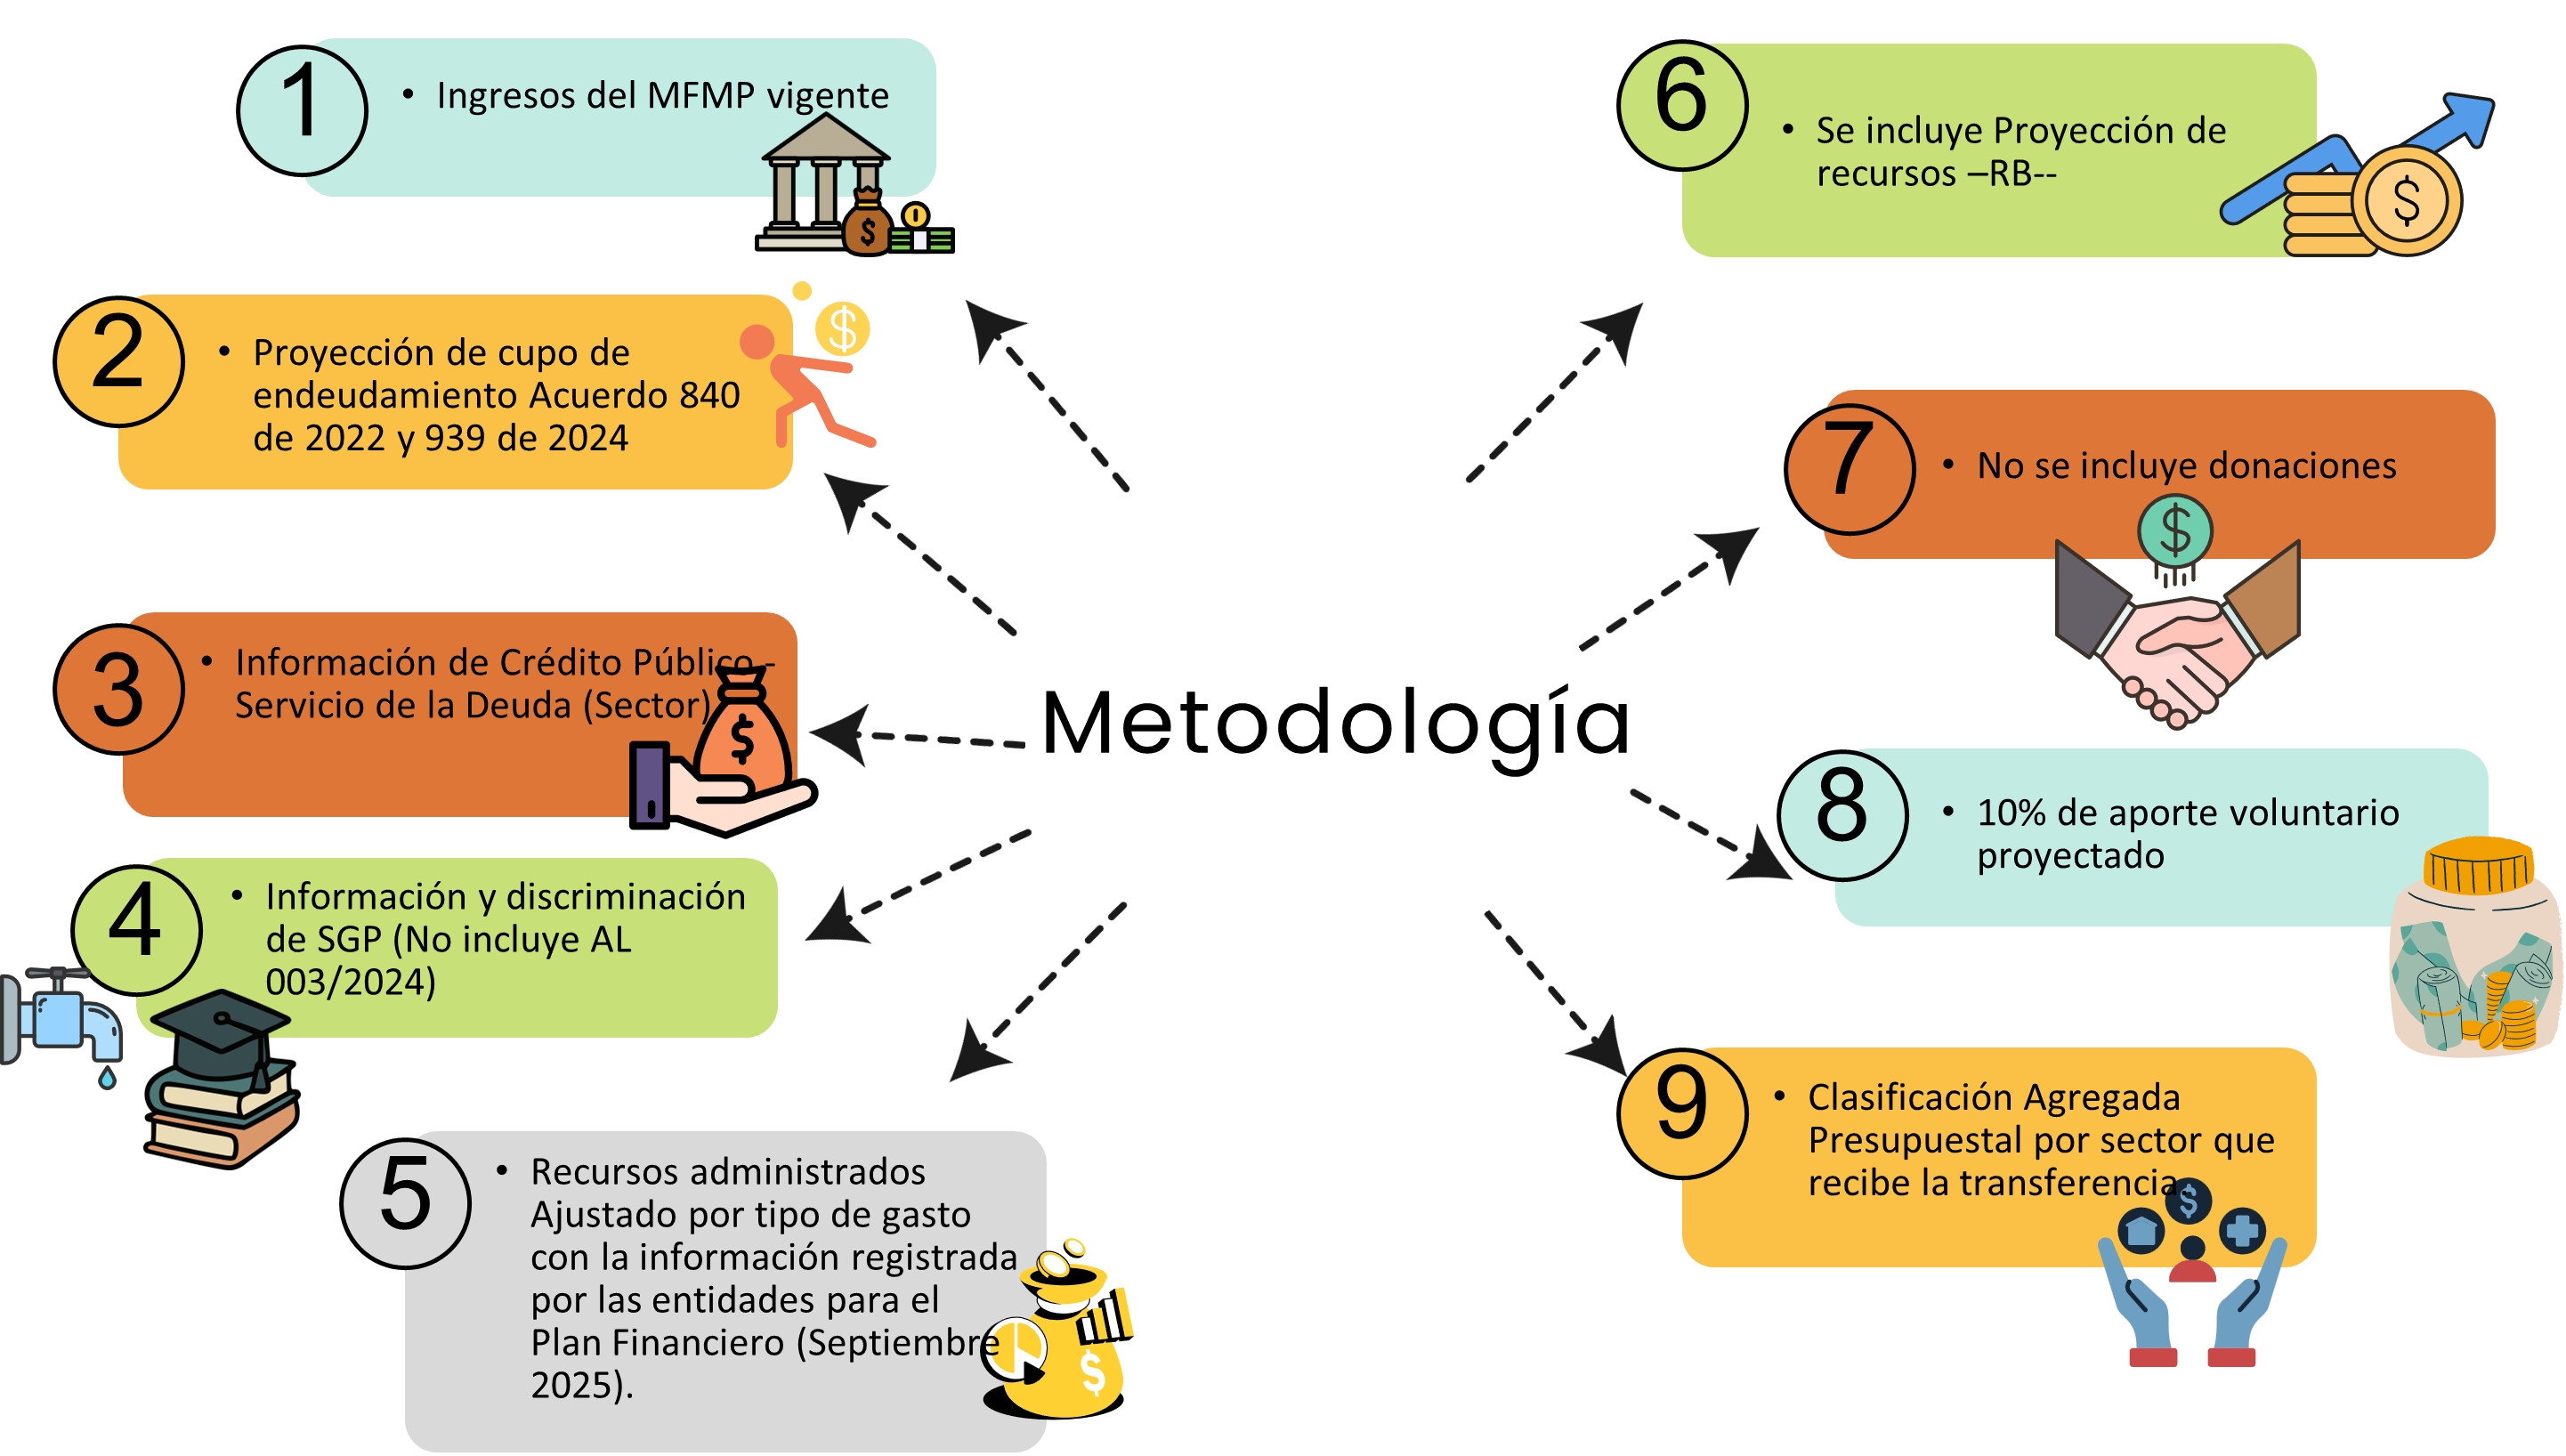 1
• Ingresos del MFMP vigente
2
• Proyección de cupo de
endeudamiento Acuerdo 840
de 2022 y 939 de 2024
3
• Información de Crédito Público -
Servicio de la Deuda (Sector)
4
• Información y discriminación
de SGP (No incluye AL
003/2024)
5
• Recursos administrados
Ajustado por tipo de gasto
con la información registrada
por las entidades para el
Plan Financiero (Septiembre
2025).
Metodología
6
• Se incluye Proyección de
recursos –RB--
7
• No se incluye donaciones
8
• 10% de aporte voluntario
proyectado
9
• Clasificación Agregada
Presupuestal por sector que
recibe la transferencia